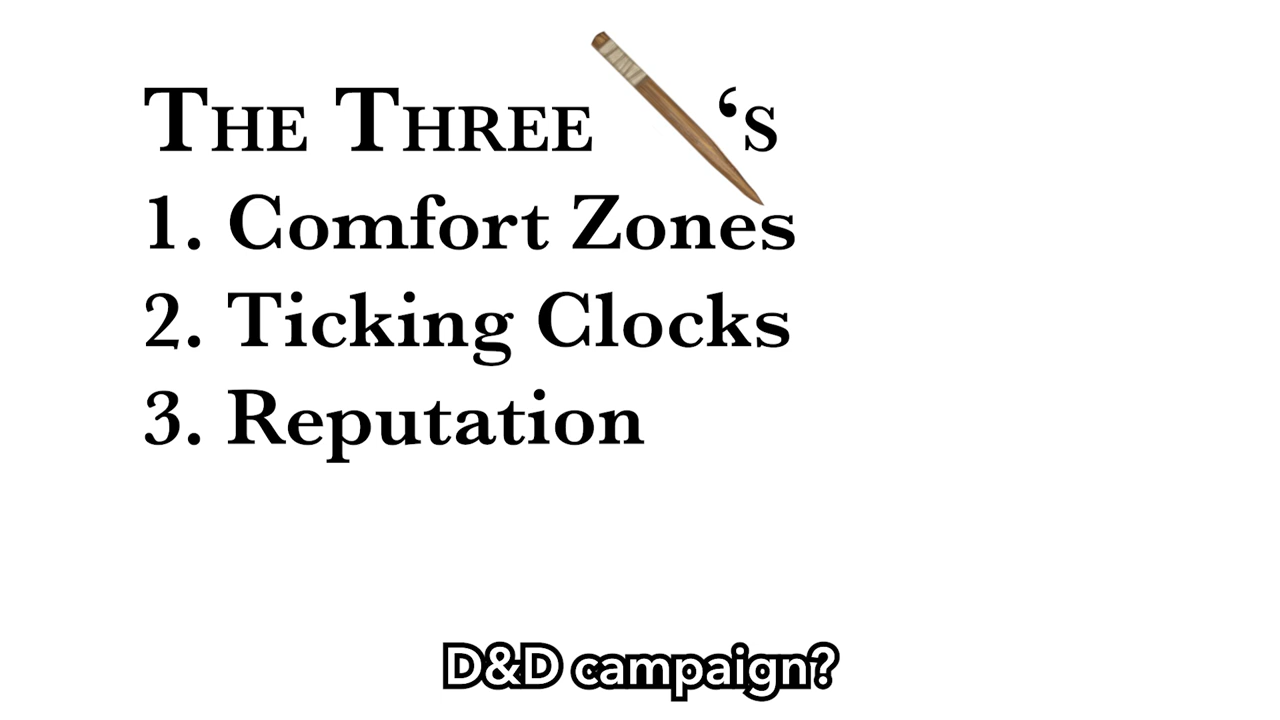 The Three ‘s
1. Comfort Zones
2. Ticking Clocks
3. Reputation
D&D campaign?